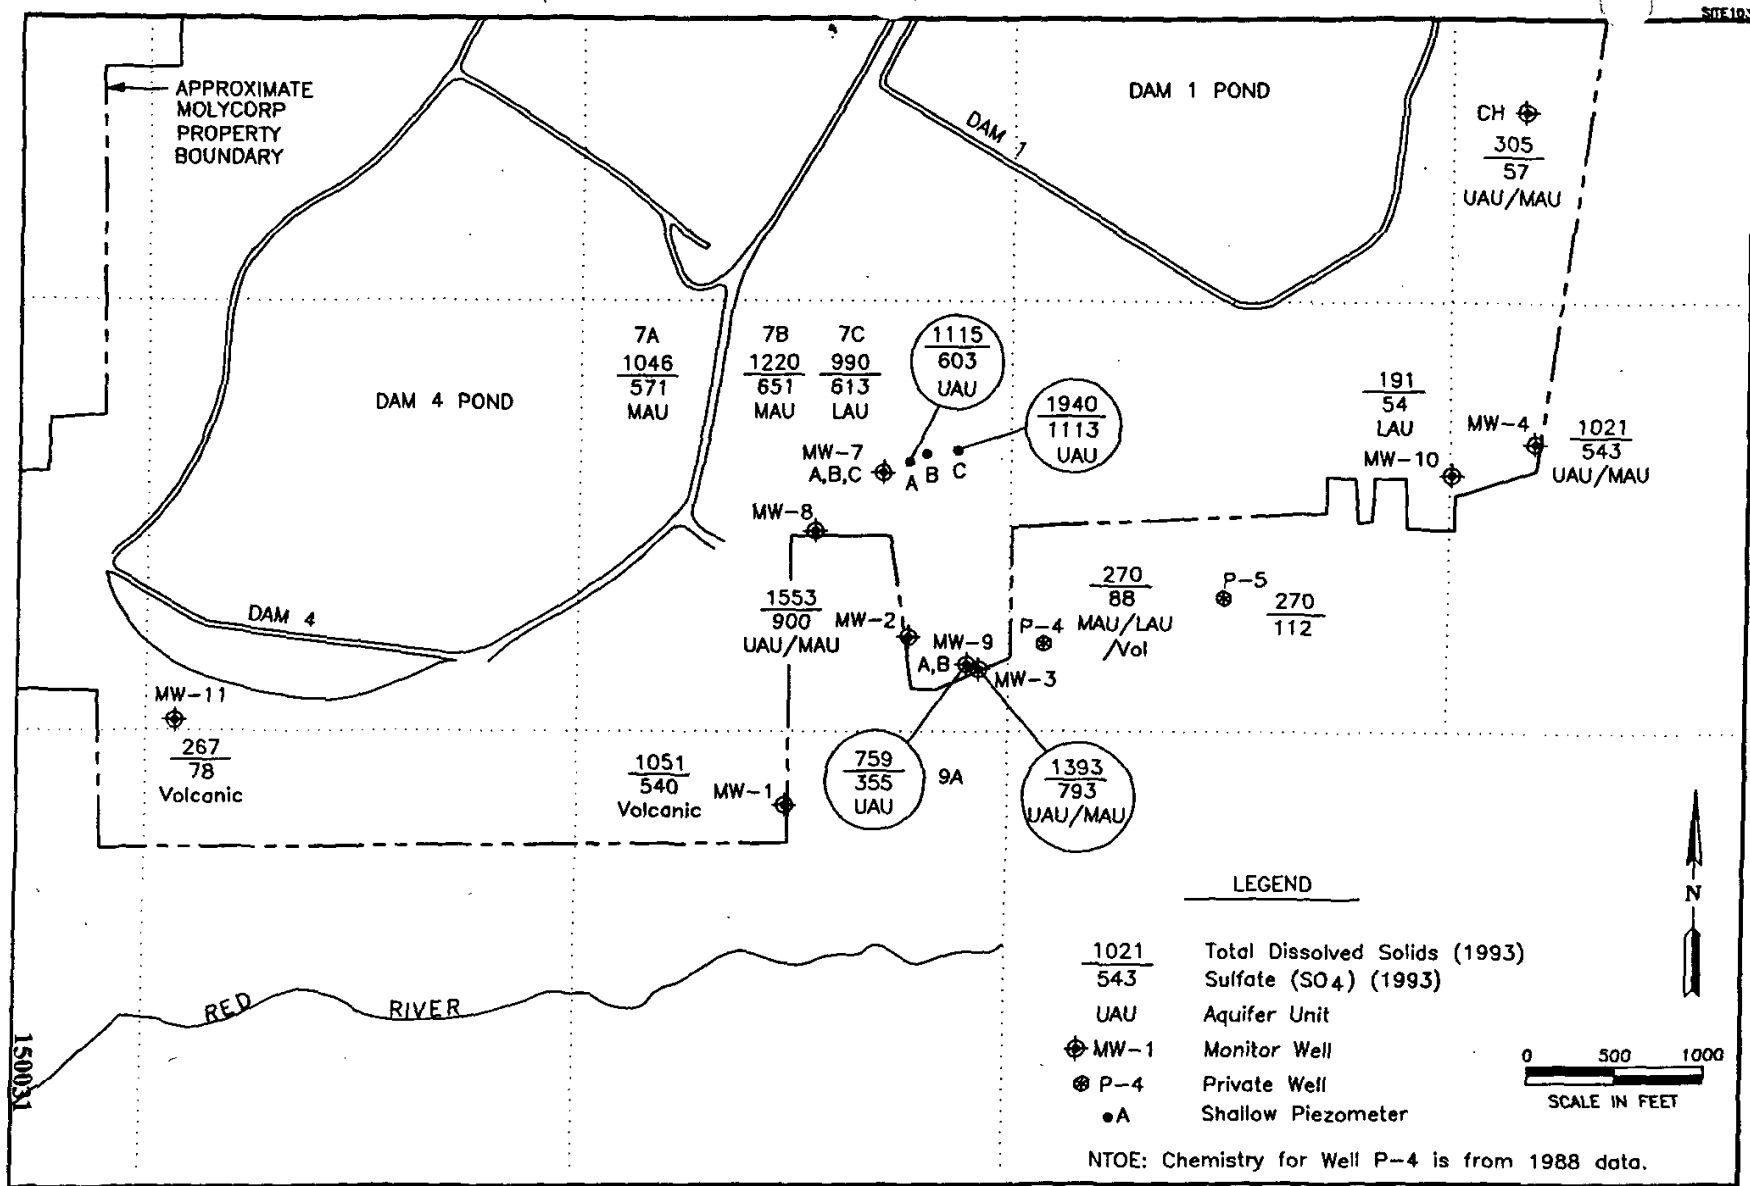 SITE103
APPROXIMATE
MOLYCORP
PROPERTY
BOUNDARY
DAM 1 POND
DAM 1
CH
305
57
UAU/MAU
DAM 4 POND
7A
1046
571
MAU
7B
1220
651
MAU
7C
990
613
LAU
1115
603
UAU
1940
1113
UAU
191
54
LAU
MW-10
MW-4
1021
543
UAU/MAU
MW-7
A,B,C
A
B
C
MW-8
1553
900
UAU/MAU
MW-2
MW-9
A,B
MW-3
P-4
270
88
MAU/LAU
/Vol
P-5
270
112
DAM 4
MW-11
267
78
Volcanic
1051
540
Volcanic
MW-1
759
355
UAU
9A
1393
793
UAU/MAU
RED RIVER
150031
LEGEND
1021 Total Dissolved Solids (1993)
543 Sulfate (SO4) (1993)
UAU Aquifer Unit
MW-1 Monitor Well
P-4 Private Well
A Shallow Piezometer
NTOE: Chemistry for Well P-4 is from 1988 data.
N
0 500 1000
SCALE IN FEET